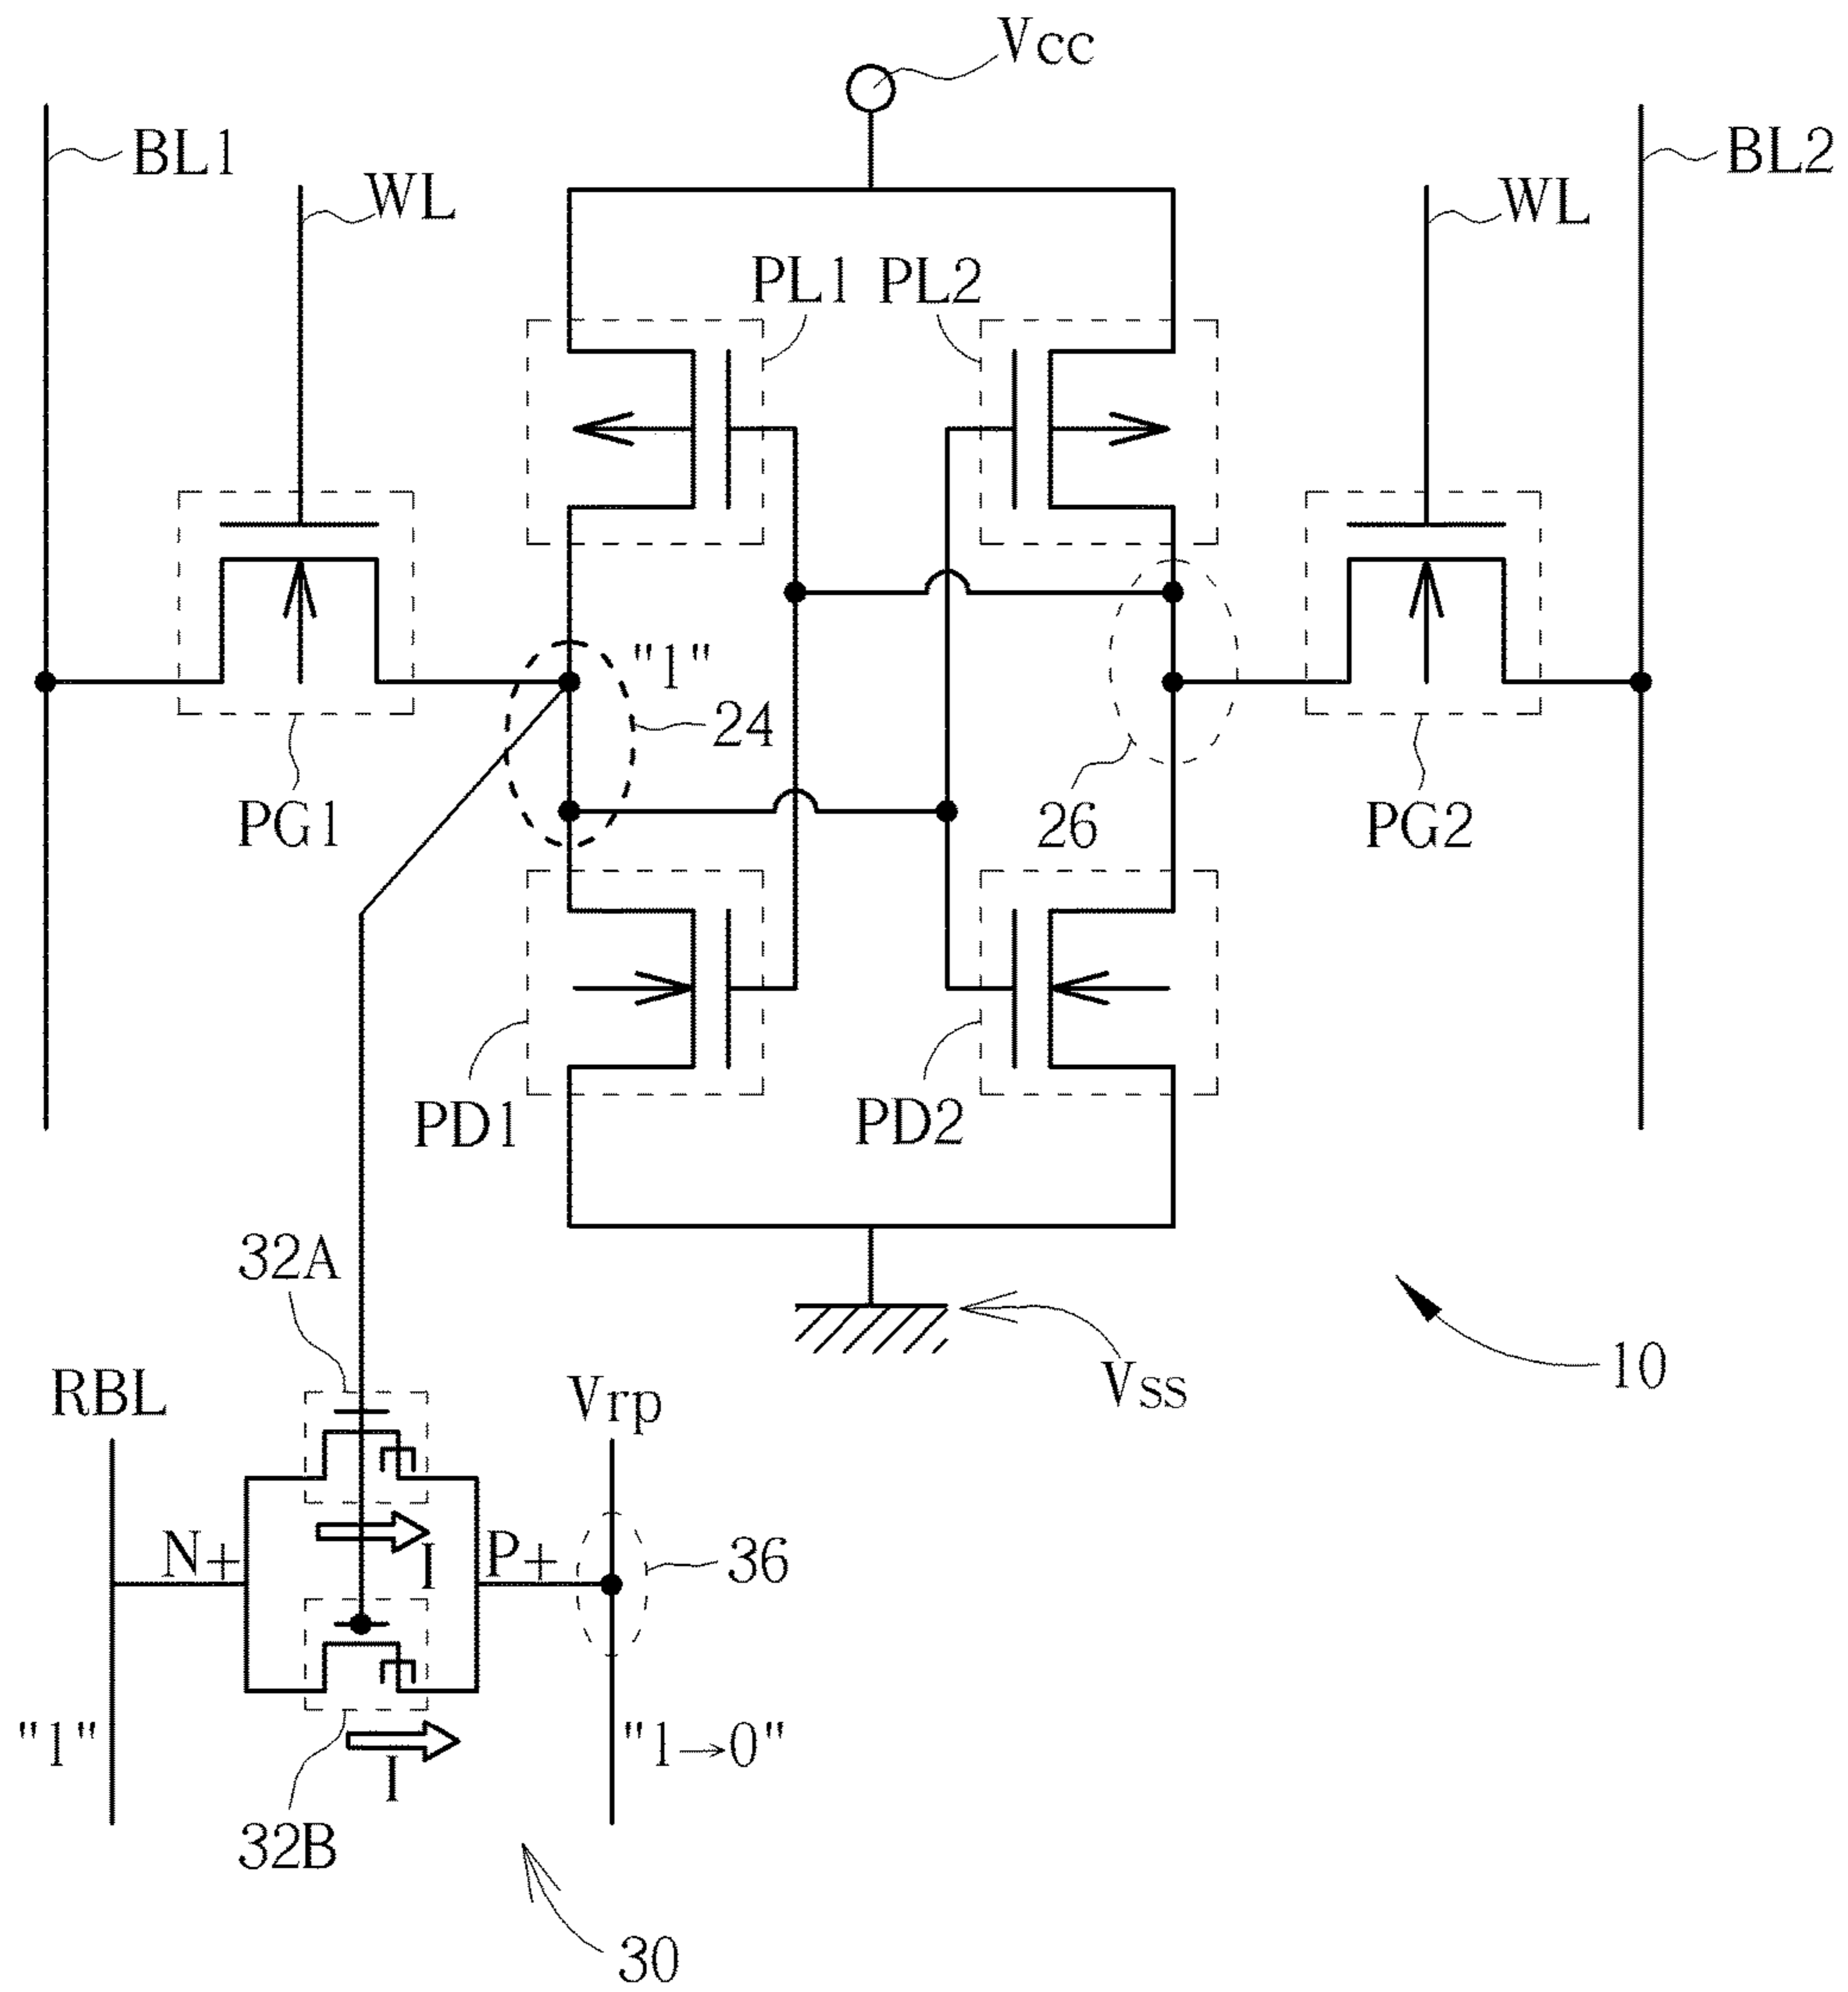 Vcc
BL1
BL2
WL
WL
PL1
PL2
"1"
24
PG1
26
PG2
PD1
PD2
32A
10
Vss
RBL
Vrp
N+
I
P+
36
"1"
I
"1→0"
32B
30